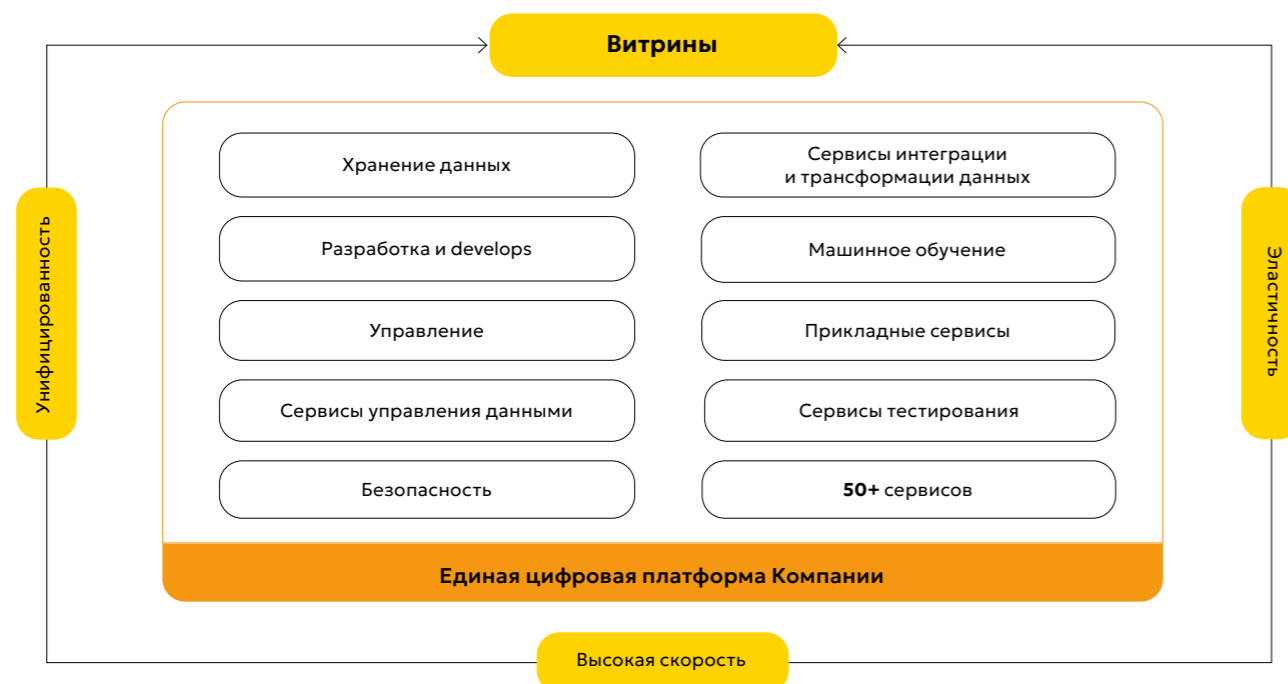 Витрины
Хранение данных
Сервисы интеграции
и трансформации данных
Разработка и develops
Машинное обучение
Управление
Прикладные сервисы
Сервисы управления данными
Сервисы тестирования
Безопасность
50+ сервисов
Единая цифровая платформа Компании
Унифицированность
Эластичность
Высокая скорость